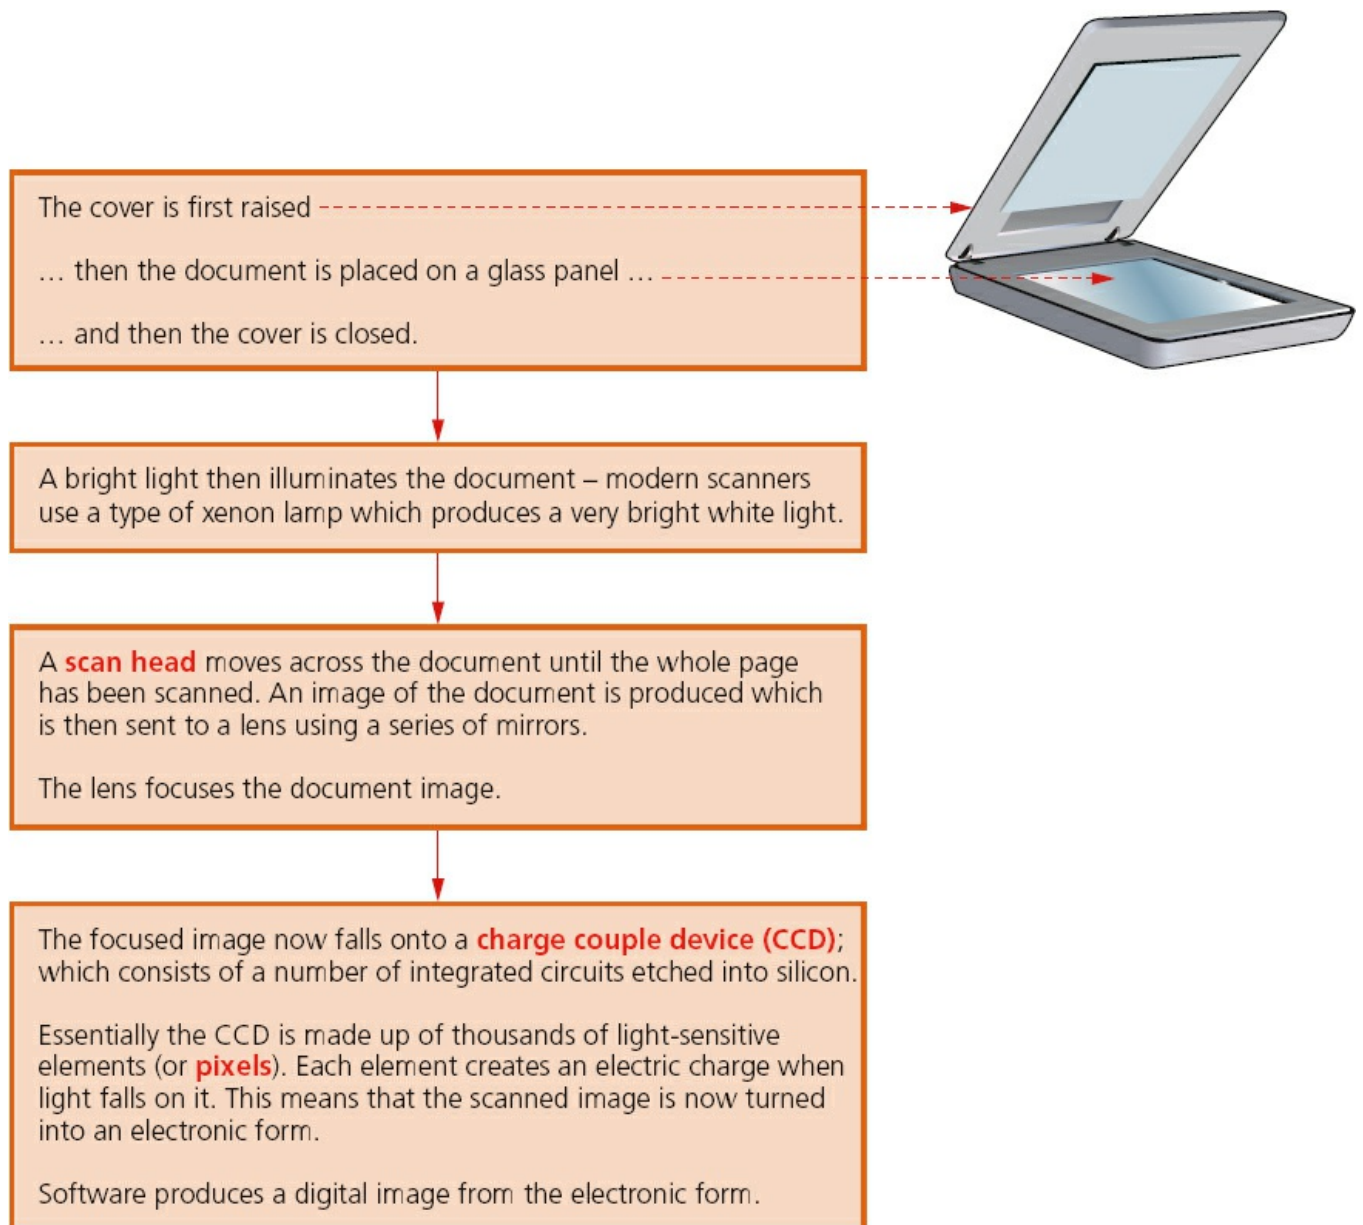 The cover is first raised
… then the document is placed on a glass panel …
… and then the cover is closed.
A bright light then illuminates the document – modern scanners
use a type of xenon lamp which produces a very bright white light.
A scan head moves across the document until the whole page
has been scanned. An image of the document is produced which
is then sent to a lens using a series of mirrors.
The lens focuses the document image.
The focused image now falls onto a charge couple device (CCD);
which consists of a number of integrated circuits etched into silicon.
Essentially the CCD is made up of thousands of light-sensitive
elements (or pixels). Each element creates an electric charge when
light falls on it. This means that the scanned image is now turned
into an electronic form.
Software produces a digital image from the electronic form.